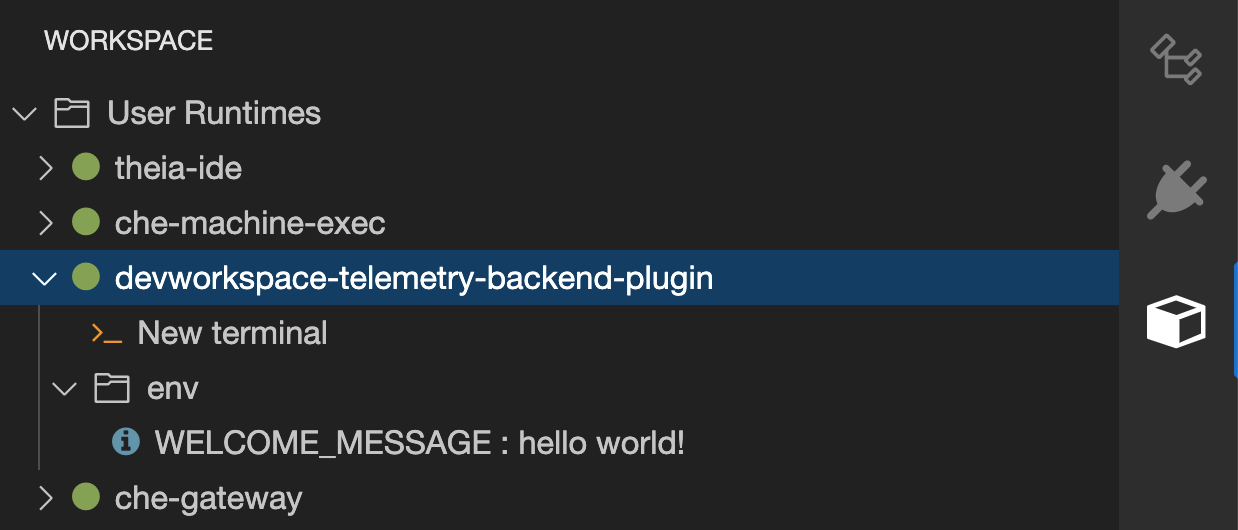 WORKSPACE
User Runtimes
theia-ide
che-machine-exec
devworkspace-telemetry-backend-plugin
New terminal
env
WELCOME_MESSAGE : hello world!
che-gateway